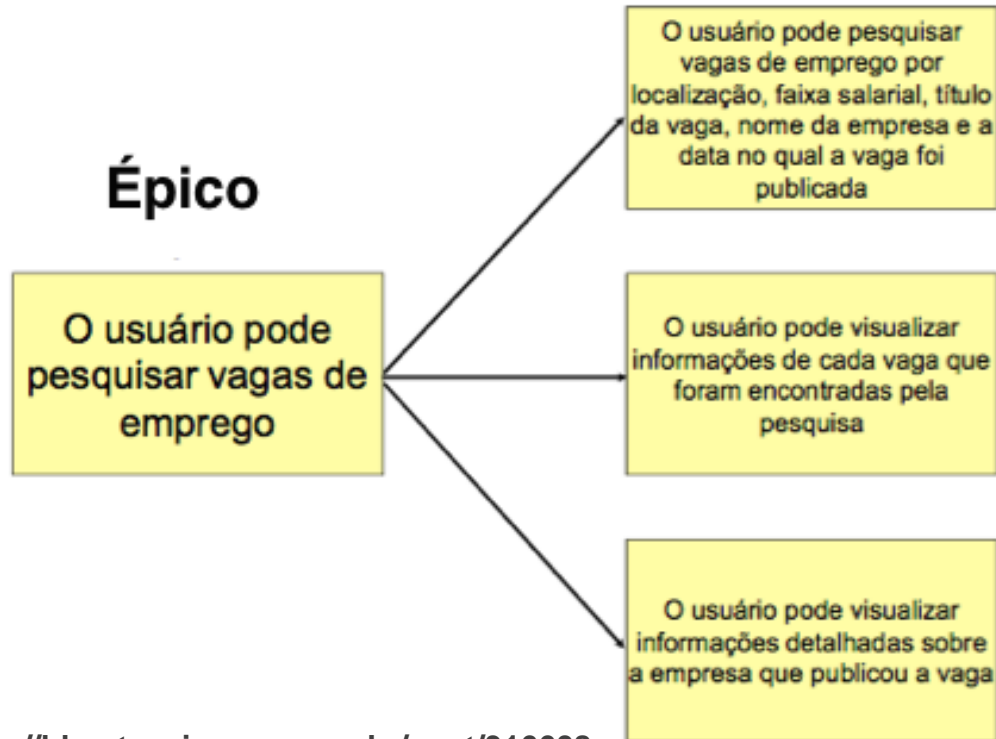 Épico
O usuário pode
pesquisar vagas de
emprego
O usuário pode pesquisar
vagas de emprego por
localização, faixa salarial, título
da vaga, nome da empresa e a
data no qual a vaga foi
publicada
O usuário pode visualizar
informações de cada vaga que
foram encontradas pela
pesquisa
O usuário pode visualizar
informações detalhadas sobre
a empresa que publicou a vaga